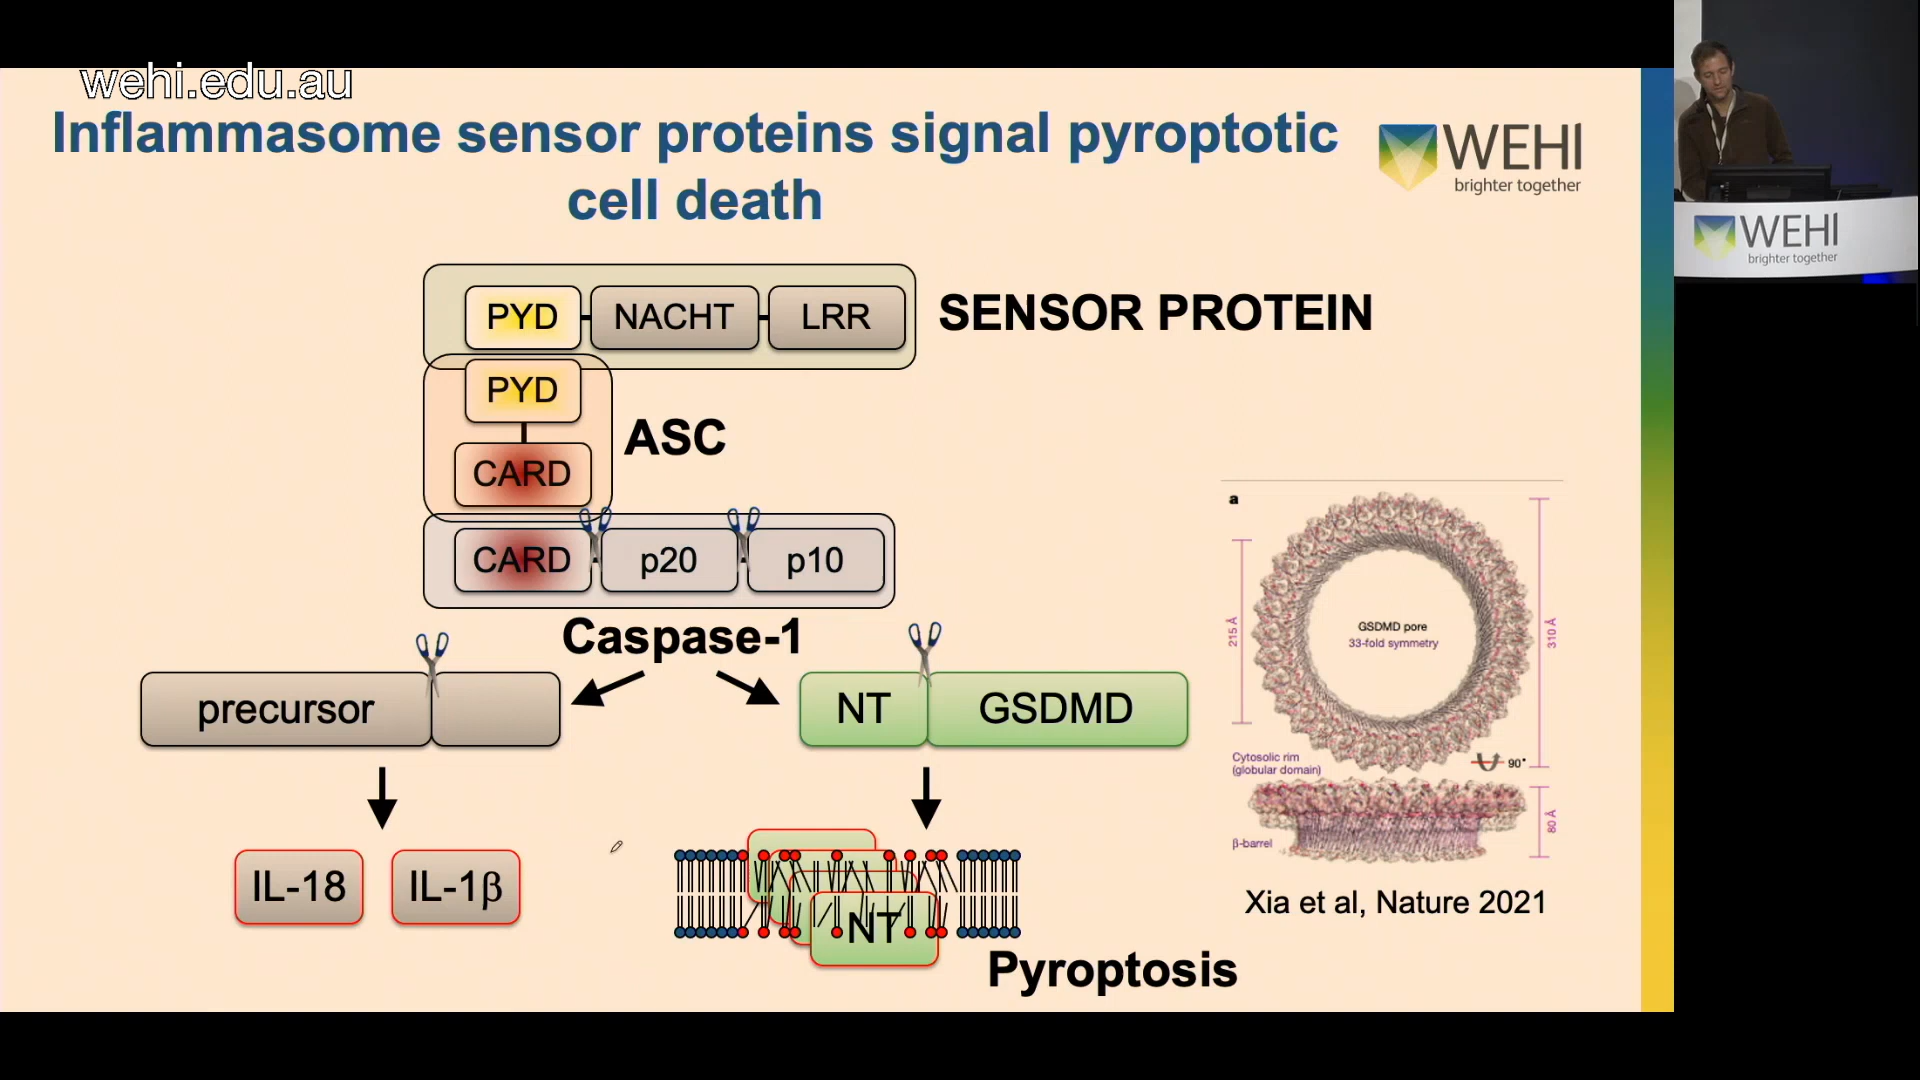 wehi.edu.au
Inflammasome sensor proteins signal pyroptotic
cell death
WEHI
brighter together
PYD
NACHT
LRR
SENSOR PROTEIN
PYD
ASC
CARD
CARD
p20
p10
Caspase-1
precursor
NT
GSDMD
IL-18
IL-1β
NT
Pyroptosis
a
215 Å
GSDMD pore
33-fold symmetry
310 Å
Cytosolic rim
(globular domain)
90°
β-barrel
80 Å
Xia et al, Nature 2021
WEHI
brighter together